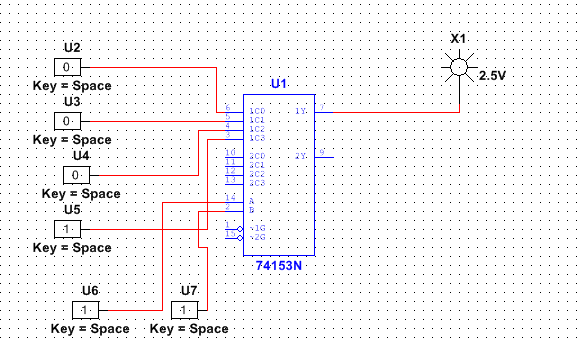 U2
0
Key = Space
U3
0
Key = Space
U4
0
Key = Space
U5
1
Key = Space
U6
1
Key = Space
U7
1
Key = Space
U1
6 1C0 1Y 7
5 1C1
4 1C2
3 1C3
10 2C0 2Y 9
11 2C1
12 2C2
13 2C3
14 A
2 B
1 ~1G
15 ~2G
74153N
X1
2.5V